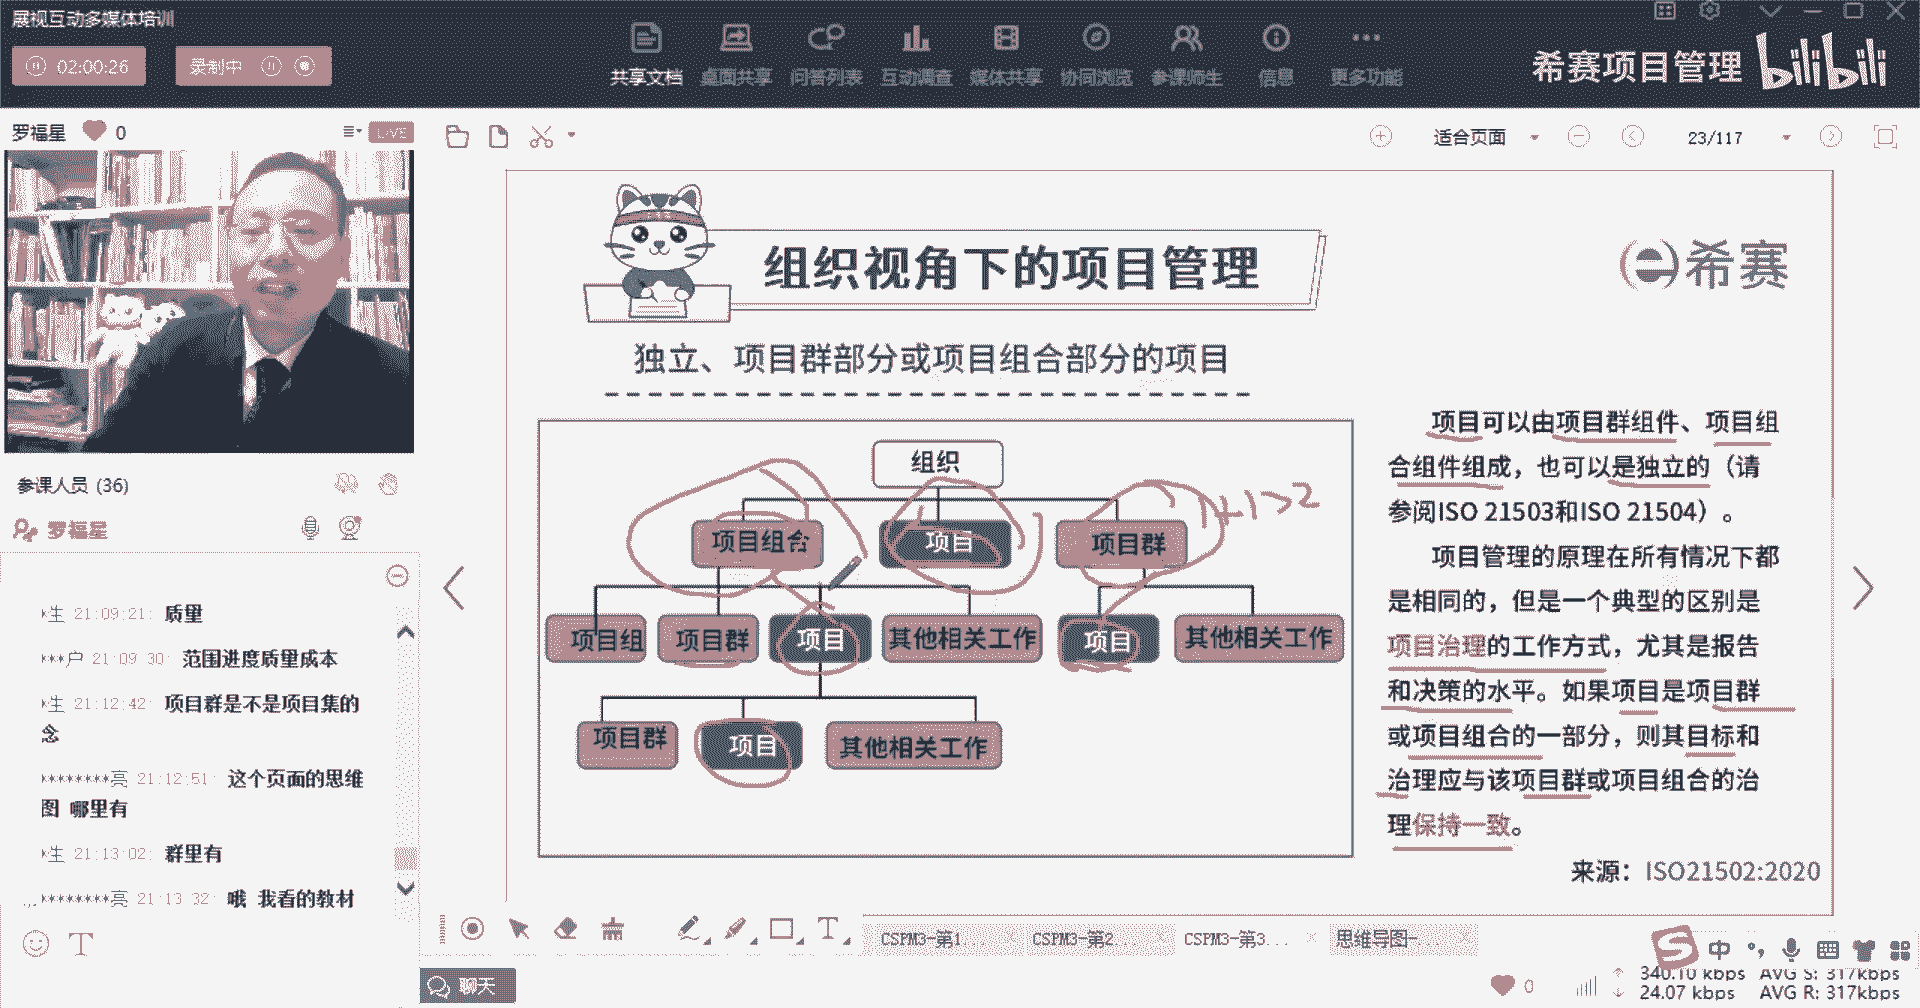 展视互动多媒体培训
02:00:26
录制中
共享文档 桌面共享 问答列表 互动调查 媒体共享 协同浏览 参课师生 信息 更多功能
希赛项目管理 bilibili
罗福星 0
LIVE
适合页面
23/117
参课人员 (36)
罗福星
生 21:09:21: 质量
***户 21:09:30: 范围进度质量成本
生 21:12:42: 项目群是不是项目集的
念
********亮 21:12:51: 这个页面的思维
图 哪里有
生 21:13:02: 群里有
********亮 21:13:32: 哦 我看的教材
聊天
组织视角下的项目管理
希赛
独立、项目群部分或项目组合部分的项目
组织
项目组合
项目
项目群
1+1>2
项目组
项目群
项目
其他相关工作
项目
其他相关工作
项目群
项目
其他相关工作
项目可以由项目群组件、项目组
合组件组成，也可以是独立的（请
参阅ISO 21503和ISO 21504）。
项目管理的原理在所有情况下都
是相同的，但是一个典型的区别是
项目治理的工作方式，尤其是报告
和决策的水平。如果项目是项目群
或项目组合的一部分，则其目标和
治理应与该项目群或项目组合的治
理保持一致。
来源：ISO21502:2020
CSPM3-第1...
CSPM3-第2...
CSPM3-第3...
思维导图-...
中
0
340.10 kbps AVG S: 317kbps
24.07 kbps AVG R: 317kbps